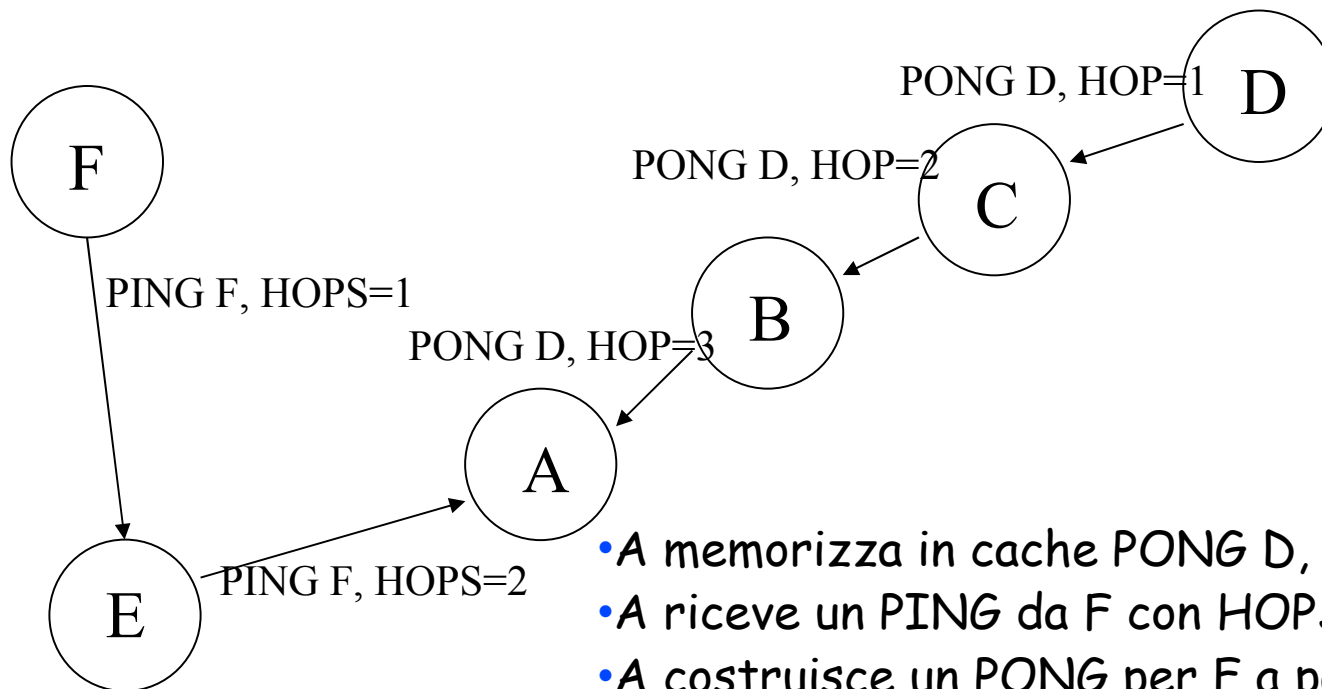 PONG D, HOP=1
D
F
PONG D, HOP=2
C
PING F, HOPS=1
B
PONG D, HOP=3
A
•A memorizza in cache PONG D,
PING F, HOPS=2
E
•A riceve un PING da F con HOP
•A costruisce un PONG per F a